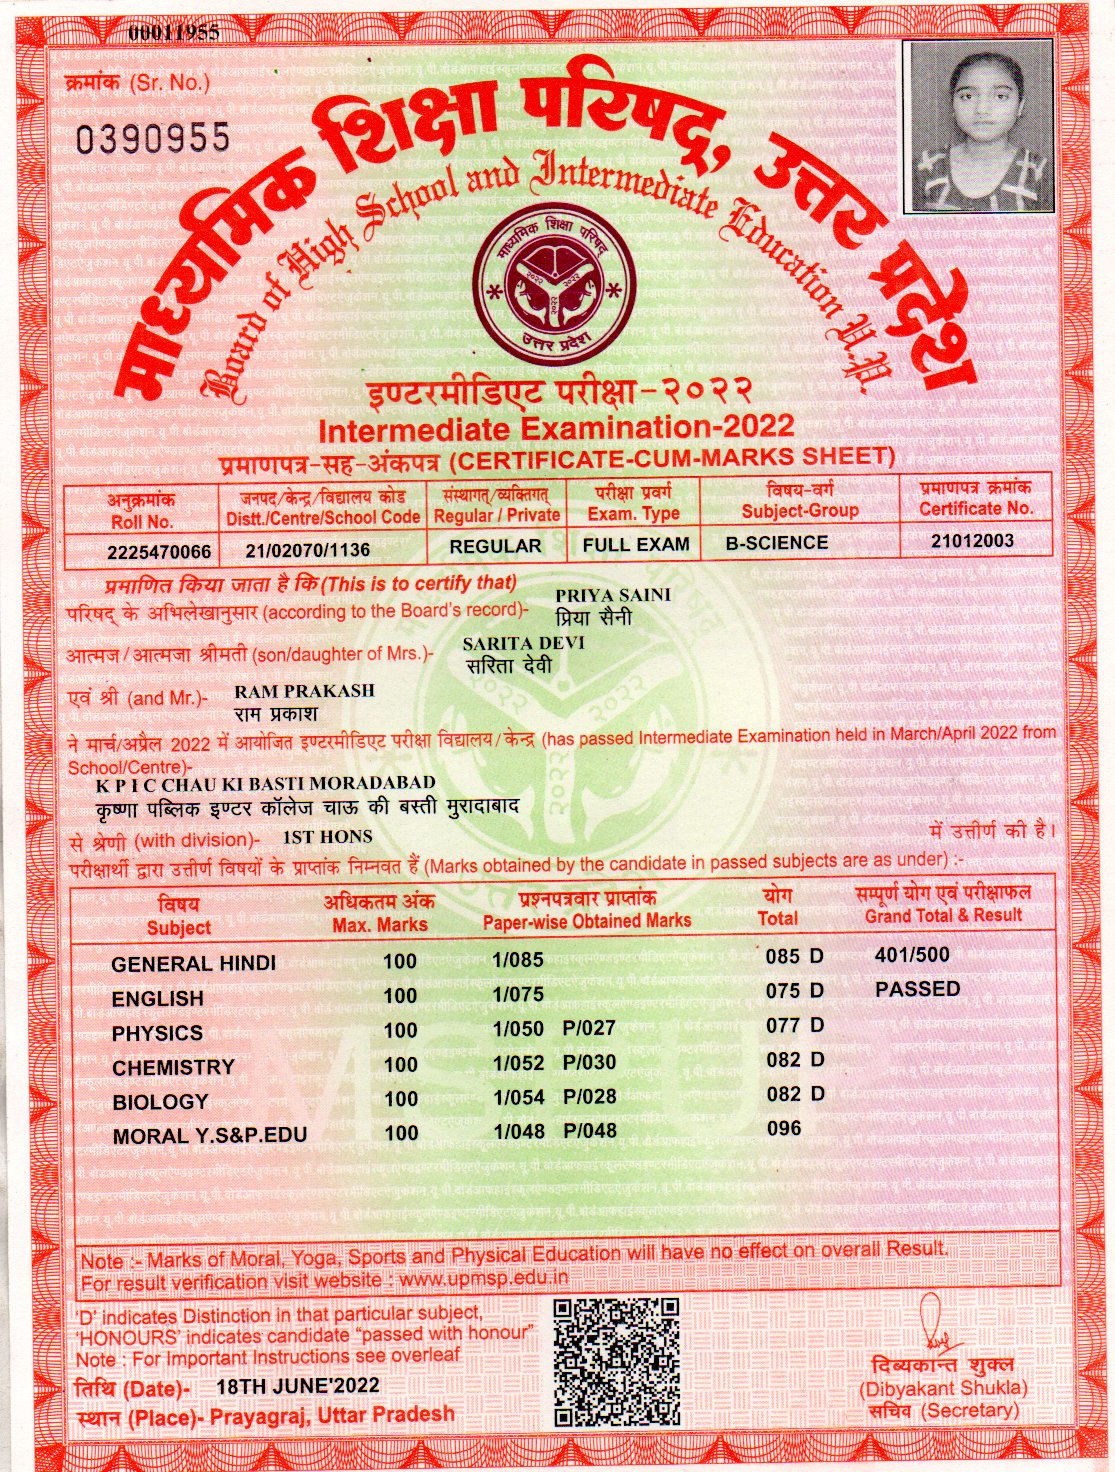 00011955
क्रमांक (Sr. No.)
0390955
माध्यमिक शिक्षा परिषद्, उत्तर प्रदेश
Board of High School and Intermediate Education U.P.
माध्यमिक शिक्षा परिषद्
२०२२ २०२२
२०२२
उत्तर प्रदेश
इण्टरमीडिएट परीक्षा-२०२२
Intermediate Examination-2022
प्रमाणपत्र-सह-अंकपत्र (CERTIFICATE-CUM-MARKS SHEET)
अनुक्रमांक जनपद/केन्द्र/विद्यालय कोड संस्थागत्/व्यक्तिगत् परीक्षा प्रवर्ग विषय-वर्ग प्रमाणपत्र क्रमांक
Roll No. Distt./Centre/School Code Regular / Private Exam. Type Subject-Group Certificate No.
2225470066 21/02070/1136 REGULAR FULL EXAM B-SCIENCE 21012003
प्रमाणित किया जाता है कि (This is to certify that)
PRIYA SAINI
परिषद् के अभिलेखानुसार (according to the Board's record)- प्रिया सैनी
SARITA DEVI
आत्मज/आत्मजा श्रीमती (son/daughter of Mrs.)- सरिता देवी
एवं श्री (and Mr.)- RAM PRAKASH
राम प्रकाश
ने मार्च/अप्रैल 2022 में आयोजित इण्टरमीडिएट परीक्षा विद्यालय/केन्द्र (has passed Intermediate Examination held in March/April 2022 from
School/Centre)-
K P I C CHAU KI BASTI MORADABAD
कृष्णा पब्लिक इण्टर कॉलेज चाऊ की बस्ती मुरादाबाद
से श्रेणी (with division)- 1ST HONS में उत्तीर्ण की है।
परीक्षार्थी द्वारा उत्तीर्ण विषयों के प्राप्तांक निम्नवत हैं (Marks obtained by the candidate in passed subjects are as under) :-
विषय अधिकतम अंक प्रश्नपत्रवार प्राप्तांक योग सम्पूर्ण योग एवं परीक्षाफल
Subject Max. Marks Paper-wise Obtained Marks Total Grand Total & Result
GENERAL HINDI 100 1/085 085 D 401/500
ENGLISH 100 1/075 075 D PASSED
PHYSICS 100 1/050 P/027 077 D
CHEMISTRY 100 1/052 P/030 082 D
BIOLOGY 100 1/054 P/028 082 D
MORAL Y.S&P.EDU 100 1/048 P/048 096
Note :- Marks of Moral, Yoga, Sports and Physical Education will have no effect on overall Result.
For result verification visit website : www.upmsp.edu.in
'D' indicates Distinction in that particular subject,
'HONOURS' indicates candidate "passed with honour"
Note : For Important Instructions see overleaf
तिथि (Date)- 18TH JUNE'2022
स्थान (Place)- Prayagraj, Uttar Pradesh
दिव्यकान्त शुक्ल
(Dibyakant Shukla)
सचिव (Secretary)